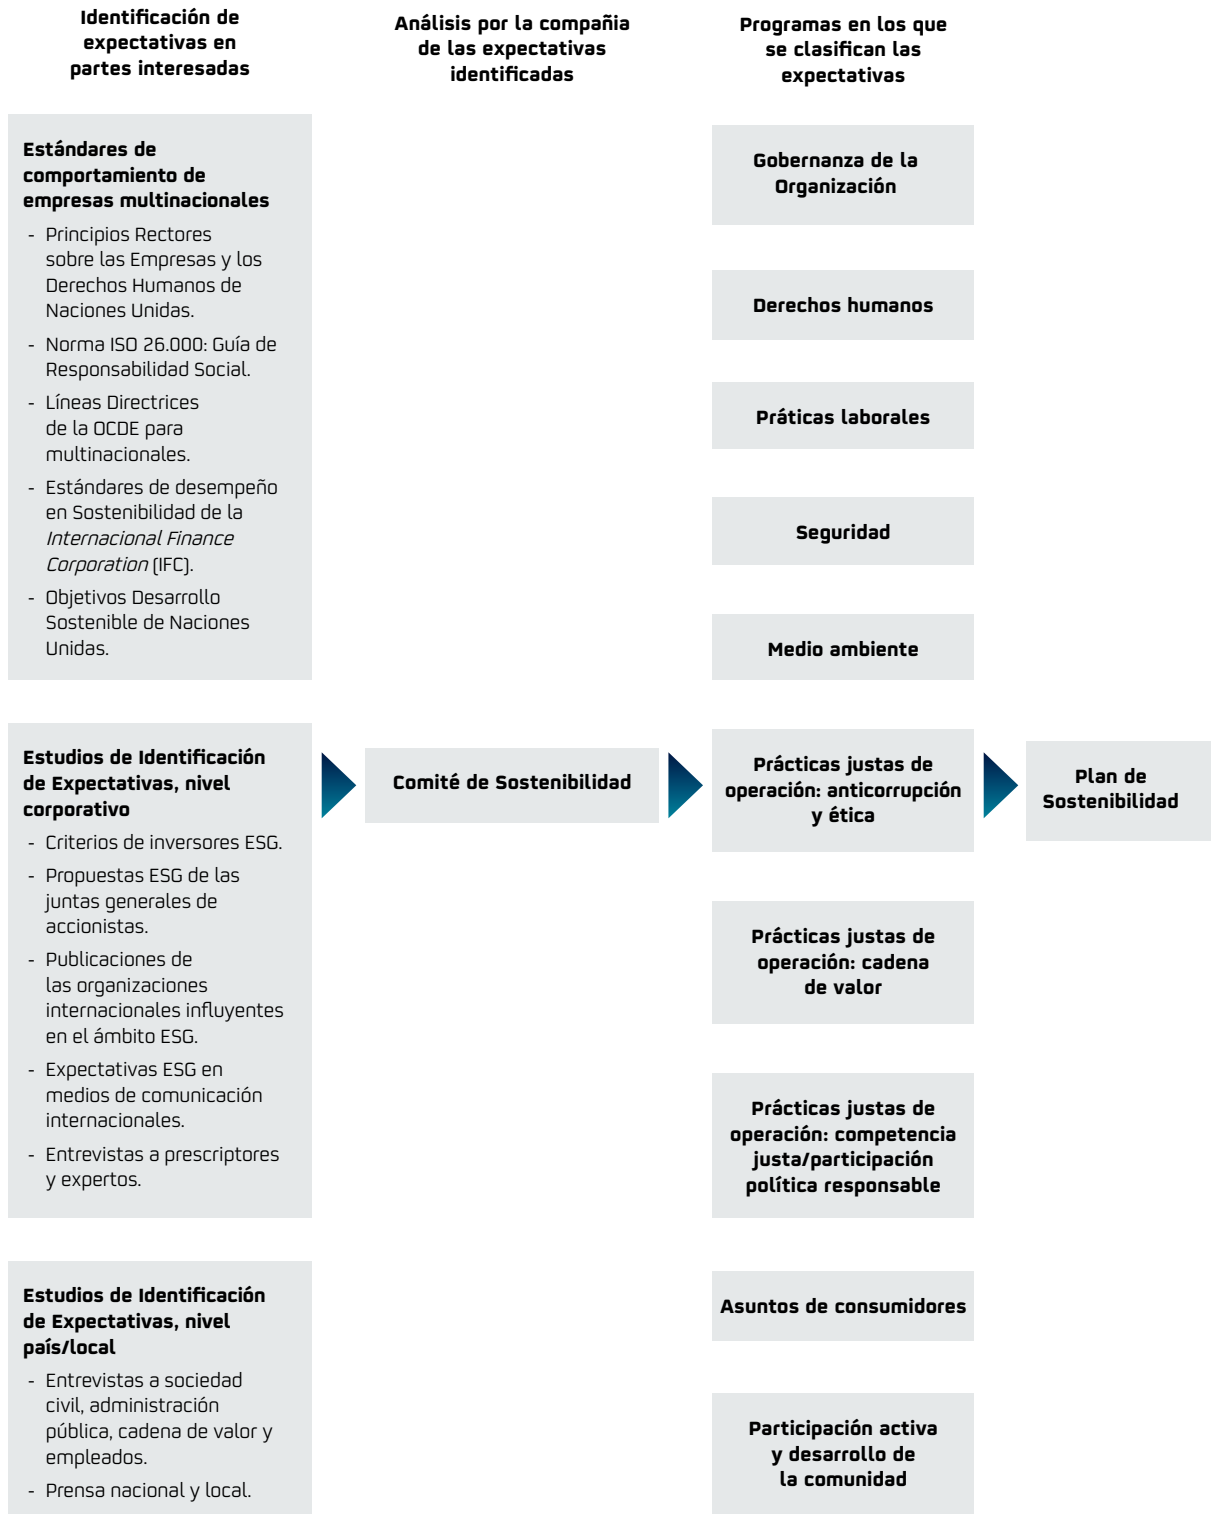 Identificación de
expectativas en
partes interesadas
Análisis por la compañia
de las expectativas
identificadas
Programas en los que
se clasifican las
expectativas
Estándares de
comportamiento de
empresas multinacionales
- Principios Rectores
sobre las Empresas y los
Derechos Humanos de
Naciones Unidas.
- Norma ISO 26.000: Guía de
Responsabilidad Social.
- Líneas Directrices
de la OCDE para
multinacionales.
- Estándares de desempeño
en Sostenibilidad de la
Internacional Finance
Corporation (IFC).
- Objetivos Desarrollo
Sostenible de Naciones
Unidas.
Estudios de Identificación
de Expectativas, nivel
corporativo
- Criterios de inversores ESG.
- Propuestas ESG de las
juntas generales de
accionistas.
- Publicaciones de
las organizaciones
internacionales influyentes
en el ámbito ESG.
- Expectativas ESG en
medios de comunicación
internacionales.
- Entrevistas a prescriptores
y expertos.
Estudios de Identificación
de Expectativas, nivel
país/local
- Entrevistas a sociedad
civil, administración
pública, cadena de valor y
empleados.
- Prensa nacional y local.
Comité de Sostenibilidad
Gobernanza de la
Organización
Derechos humanos
Práticas laborales
Seguridad
Medio ambiente
Prácticas justas de
operación: anticorrupción
y ética
Prácticas justas de
operación: cadena
de valor
Prácticas justas de
operación: competencia
justa/participación
política responsable
Asuntos de consumidores
Participación activa
y desarrollo de
la comunidad
Plan de
Sostenibilidad